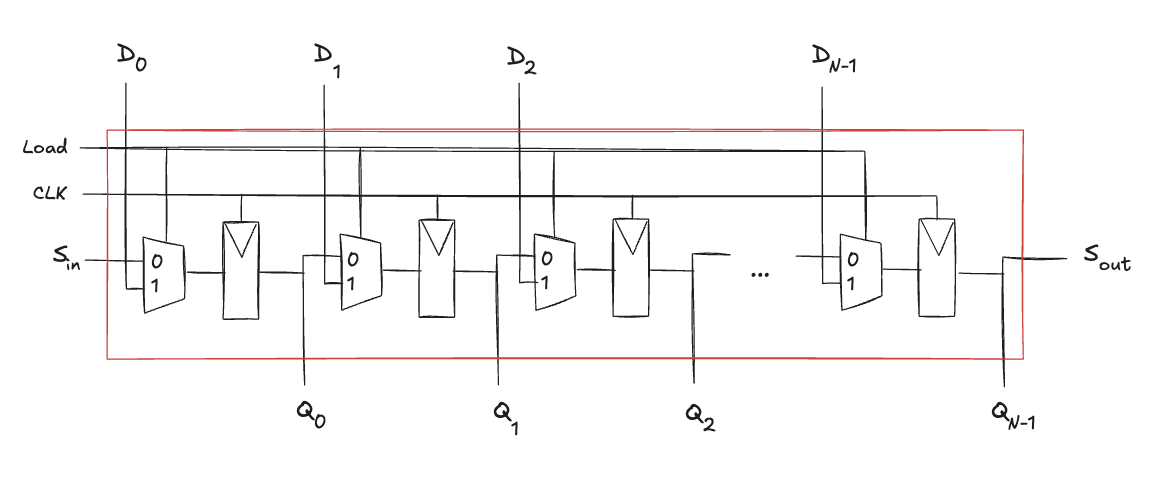 D0 D1 D2 DN-1
Load
CLK
Sin 0 1 0 1 0 1 ... 0 1 Sout
Q0 Q1 Q2 QN-1